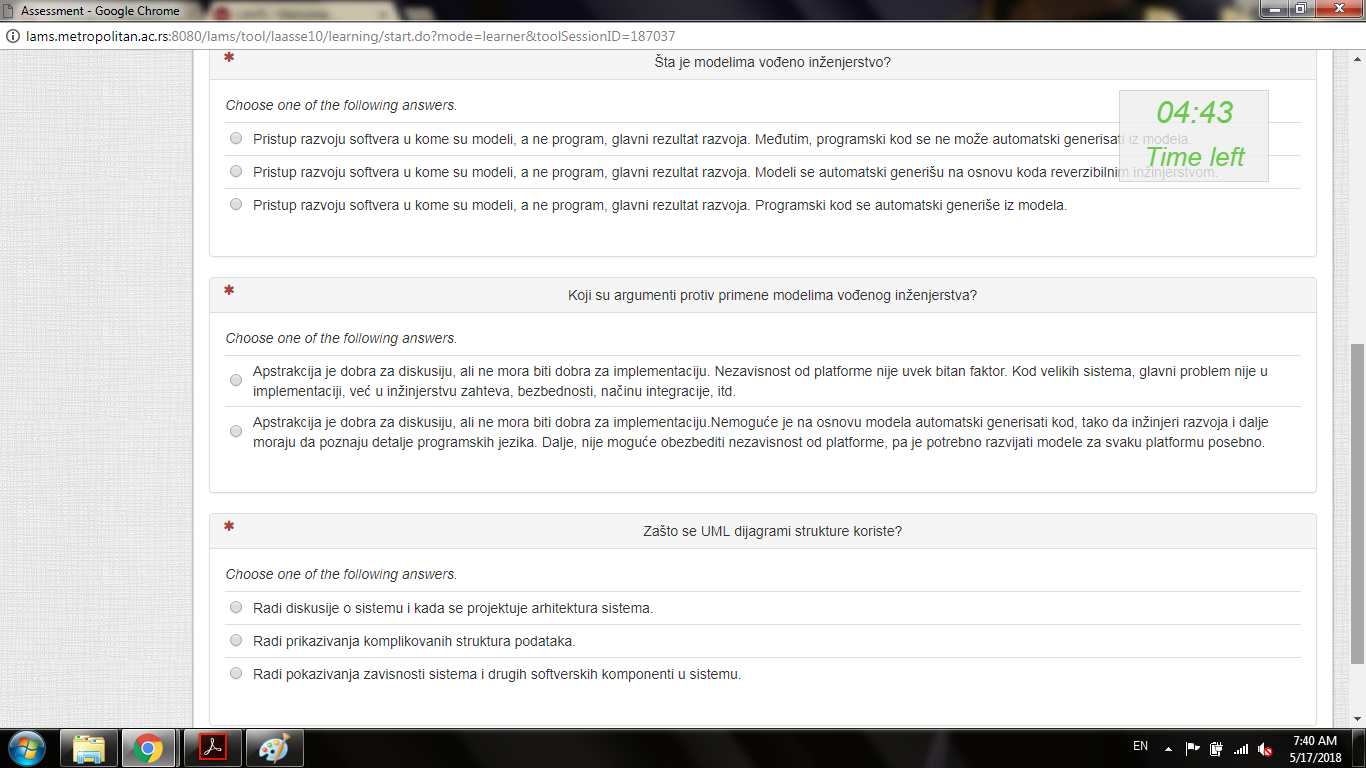 Assessment - Google Chrome
lams.metropolitan.ac.rs:8080/lams/tool/laasse10/learning/start.do?mode=learner&toolSessionID=187037
* Šta je modelima vođeno inženjerstvo?
Choose one of the following answers.
04:43
Time left
Pristup razvoju softvera u kome su modeli, a ne program, glavni rezultat razvoja. Međutim, programski kod se ne može automatski generisati iz modela.
Pristup razvoju softvera u kome su modeli, a ne program, glavni rezultat razvoja. Modeli se automatski generišu na osnovu koda reverzibilnim inžinjerstvom.
Pristup razvoju softvera u kome su modeli, a ne program, glavni rezultat razvoja. Programski kod se automatski generiše iz modela.
* Koji su argumenti protiv primene modelima vođenog inženjerstva?
Choose one of the following answers.
Apstrakcija je dobra za diskusiju, ali ne mora biti dobra za implementaciju. Nezavisnost od platforme nije uvek bitan faktor. Kod velikih sistema, glavni problem nije u
implementaciji, već u inžinjerstvu zahteva, bezbednosti, načinu integracije, itd.
Apstrakcija je dobra za diskusiju, ali ne mora biti dobra za implementaciju.Nemoguće je na osnovu modela automatski generisati kod, tako da inžinjeri razvoja i dalje
moraju da poznaju detalje programskih jezika. Dalje, nije moguće obezbediti nezavisnost od platforme, pa je potrebno razvijati modele za svaku platformu posebno.
* Zašto se UML dijagrami strukture koriste?
Choose one of the following answers.
Radi diskusije o sistemu i kada se projektuje arhitektura sistema.
Radi prikazivanja komplikovanih struktura podataka.
Radi pokazivanja zavisnosti sistema i drugih softverskih komponenti u sistemu.
EN
7:40 AM
5/17/2018